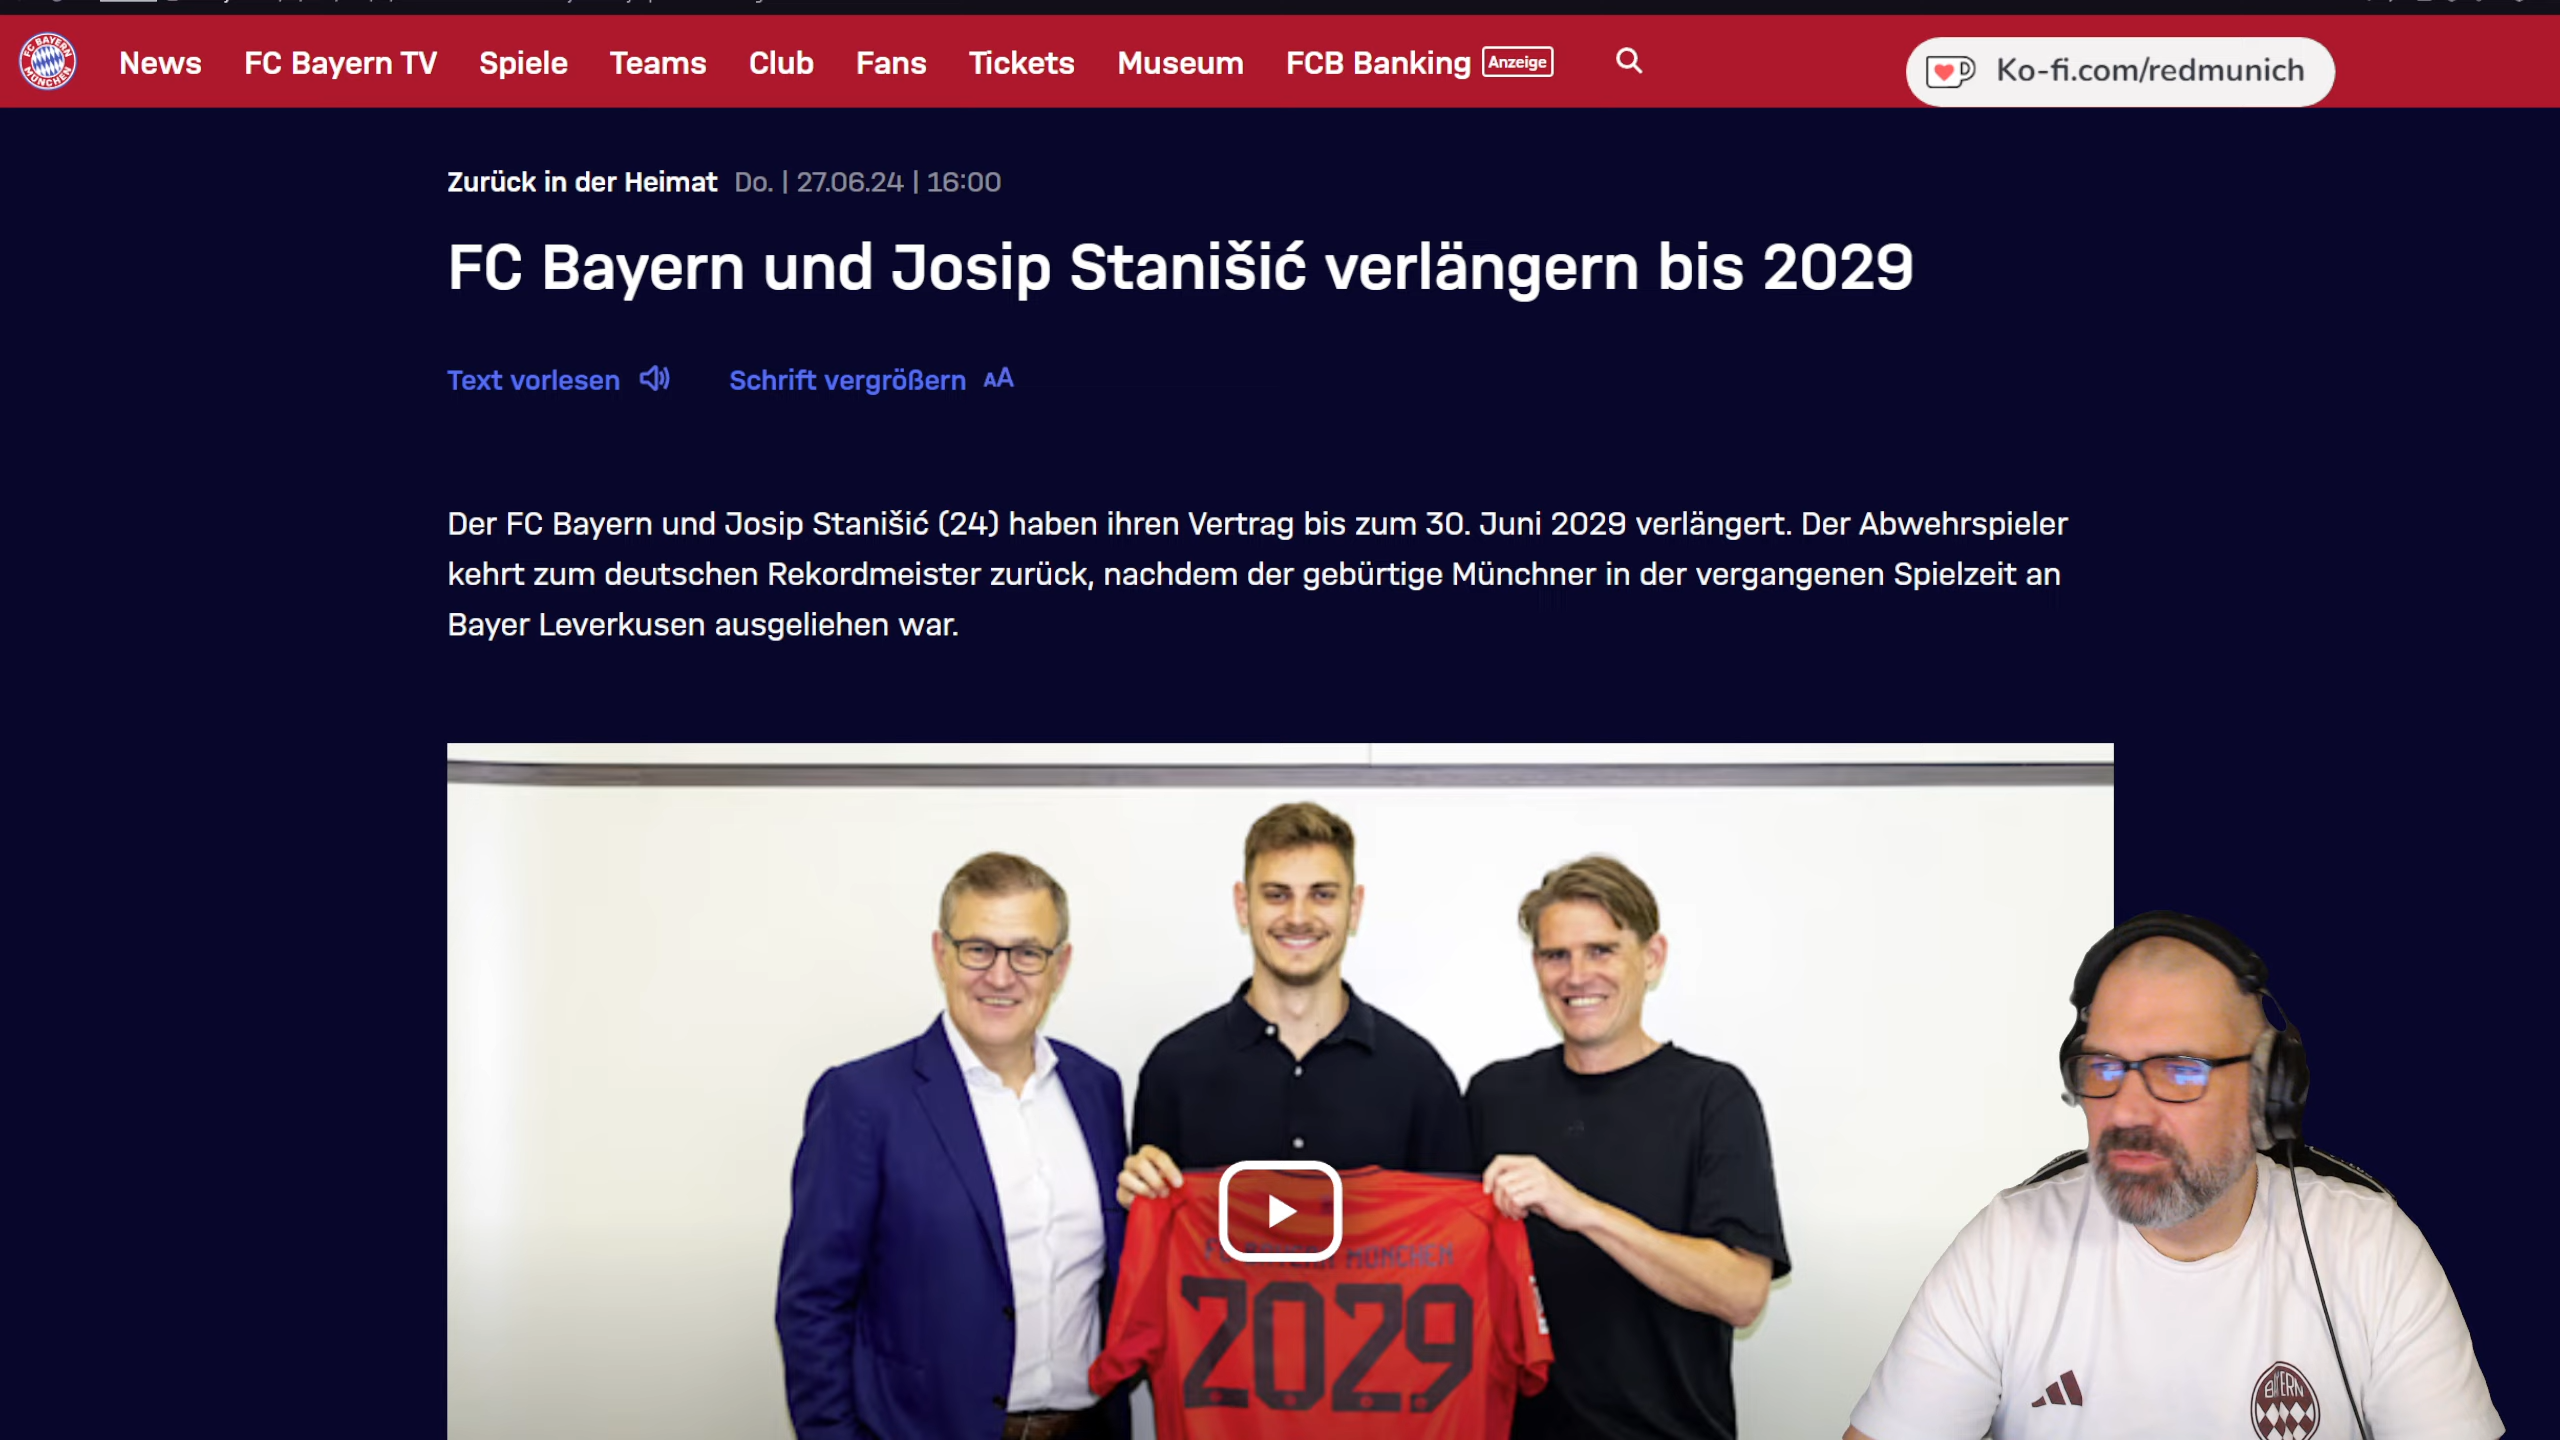 News FC Bayern TV Spiele Teams Club Fans Tickets Museum FCB Banking Anzeige
Ko-fi.com/redmunich
Zurück in der Heimat Do. | 27.06.24 | 16:00
FC Bayern und Josip Stanišić verlängern bis 2029
Text vorlesen Schrift vergrößern AA
Der FC Bayern und Josip Stanišić (24) haben ihren Vertrag bis zum 30. Juni 2029 verlängert. Der Abwehrspieler
kehrt zum deutschen Rekordmeister zurück, nachdem der gebürtige Münchner in der vergangenen Spielzeit an
Bayer Leverkusen ausgeliehen war.
MÜNCHEN
2029
BAYERN